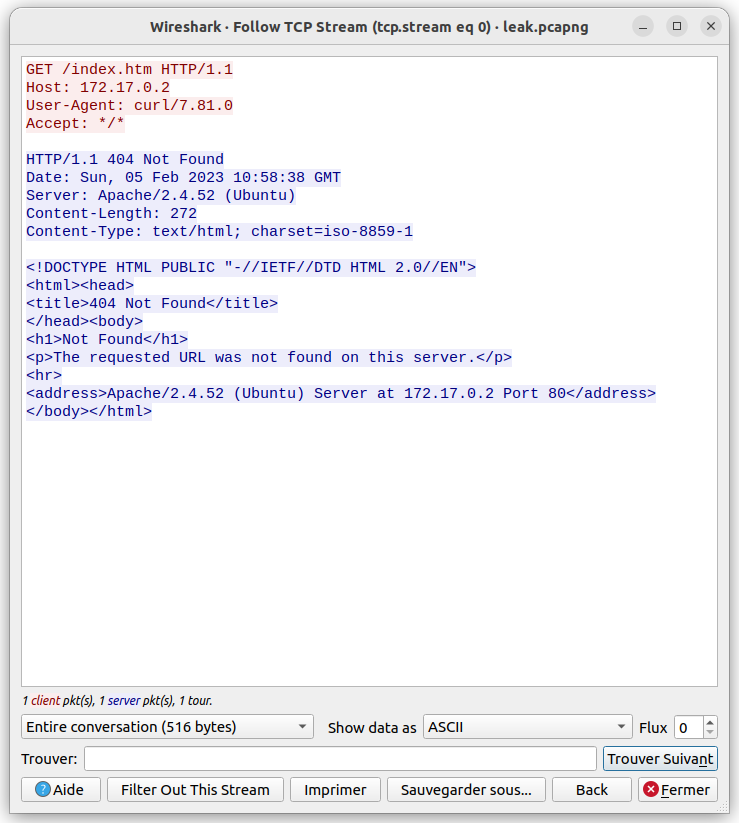 Wireshark · Follow TCP Stream (tcp.stream eq 0) · leak.pcapng
GET /index.htm HTTP/1.1
Host: 172.17.0.2
User-Agent: curl/7.81.0
Accept: */*
HTTP/1.1 404 Not Found
Date: Sun, 05 Feb 2023 10:58:38 GMT
Server: Apache/2.4.52 (Ubuntu)
Content-Length: 272
Content-Type: text/html; charset=iso-8859-1
<!DOCTYPE HTML PUBLIC "-//IETF//DTD HTML 2.0//EN">
<html><head>
<title>404 Not Found</title>
</head><body>
<h1>Not Found</h1>
<p>The requested URL was not found on this server.</p>
<hr>
<address>Apache/2.4.52 (Ubuntu) Server at 172.17.0.2 Port 80</address>
</body></html>
1 client pkt(s), 1 server pkt(s), 1 tour.
Entire conversation (516 bytes) Show data as ASCII Flux 0
Trouver: Trouver Suivant
Aide Filter Out This Stream Imprimer Sauvegarder sous... Back Fermer